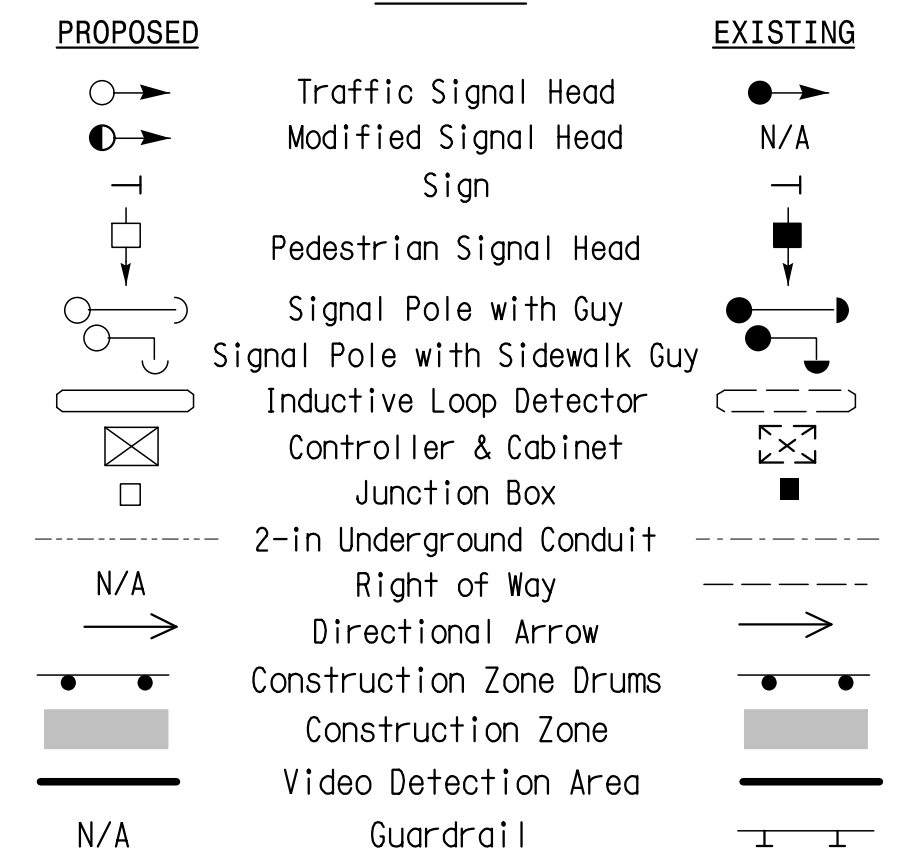 PROPOSED EXISTING
Traffic Signal Head
Modified Signal Head N/A
Sign
Pedestrian Signal Head
Signal Pole with Guy
Signal Pole with Sidewalk Guy
Inductive Loop Detector
Controller & Cabinet
Junction Box
2-in Underground Conduit
N/A Right of Way
Directional Arrow
Construction Zone Drums
Construction Zone
Video Detection Area
N/A Guardrail